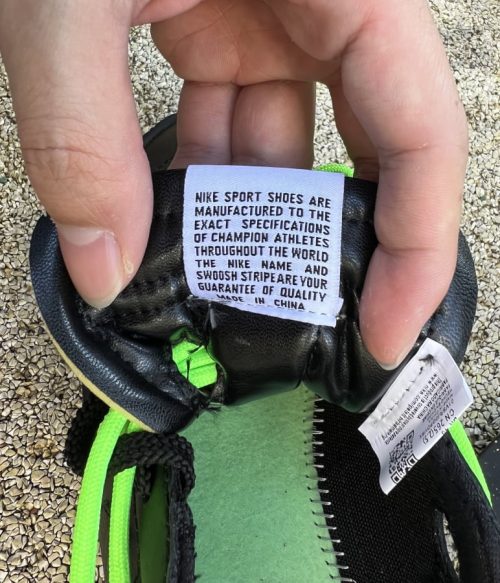 NIKE SPORT SHOES ARE
MANUFACTURED TO THE
EXACT SPECIFICATIONS
OF CHAMPION ATHLETES
THROUGHOUT THE WORLD
THE NIKE NAME AND
SWOOSH STRIPE ARE YOUR
GUARANTEE OF QUALITY
MADE IN CHINA